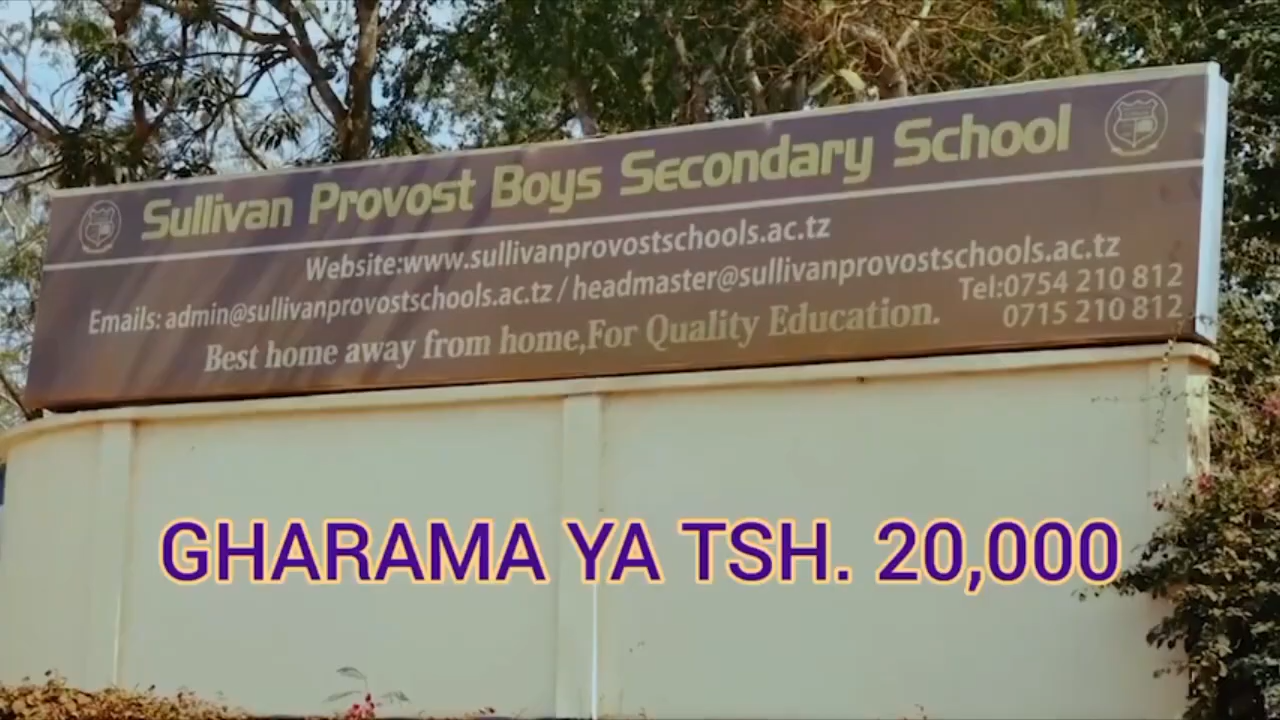 Sullivan Provost Boys Secondary School
Website:www.sullivanprovostschools.ac.tz
Emails: admin@sullivanprovostschools.ac.tz / headmaster@sullivanprovostschools.ac.tz
Best home away from home,For Quality Education.
Tel:0754 210 812
0715 210 812
GHARAMA YA TSH. 20,000